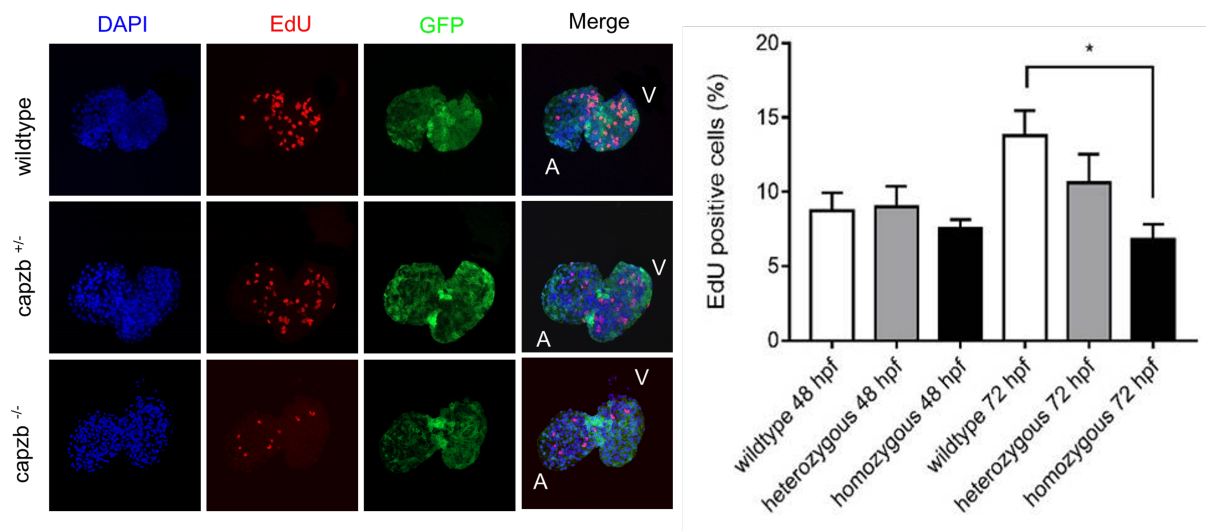 DAPI EdU GFP Merge
wildtype
V
A
capzb +/-
V
A
capzb -/-
V
A
EdU positive cells (%)
20
15
10
5
0
*
wildtype 48 hpf
heterozygous 48 hpf
homozygous 48 hpf
wildtype 72 hpf
heterozygous 72 hpf
homozygous 72 hpf